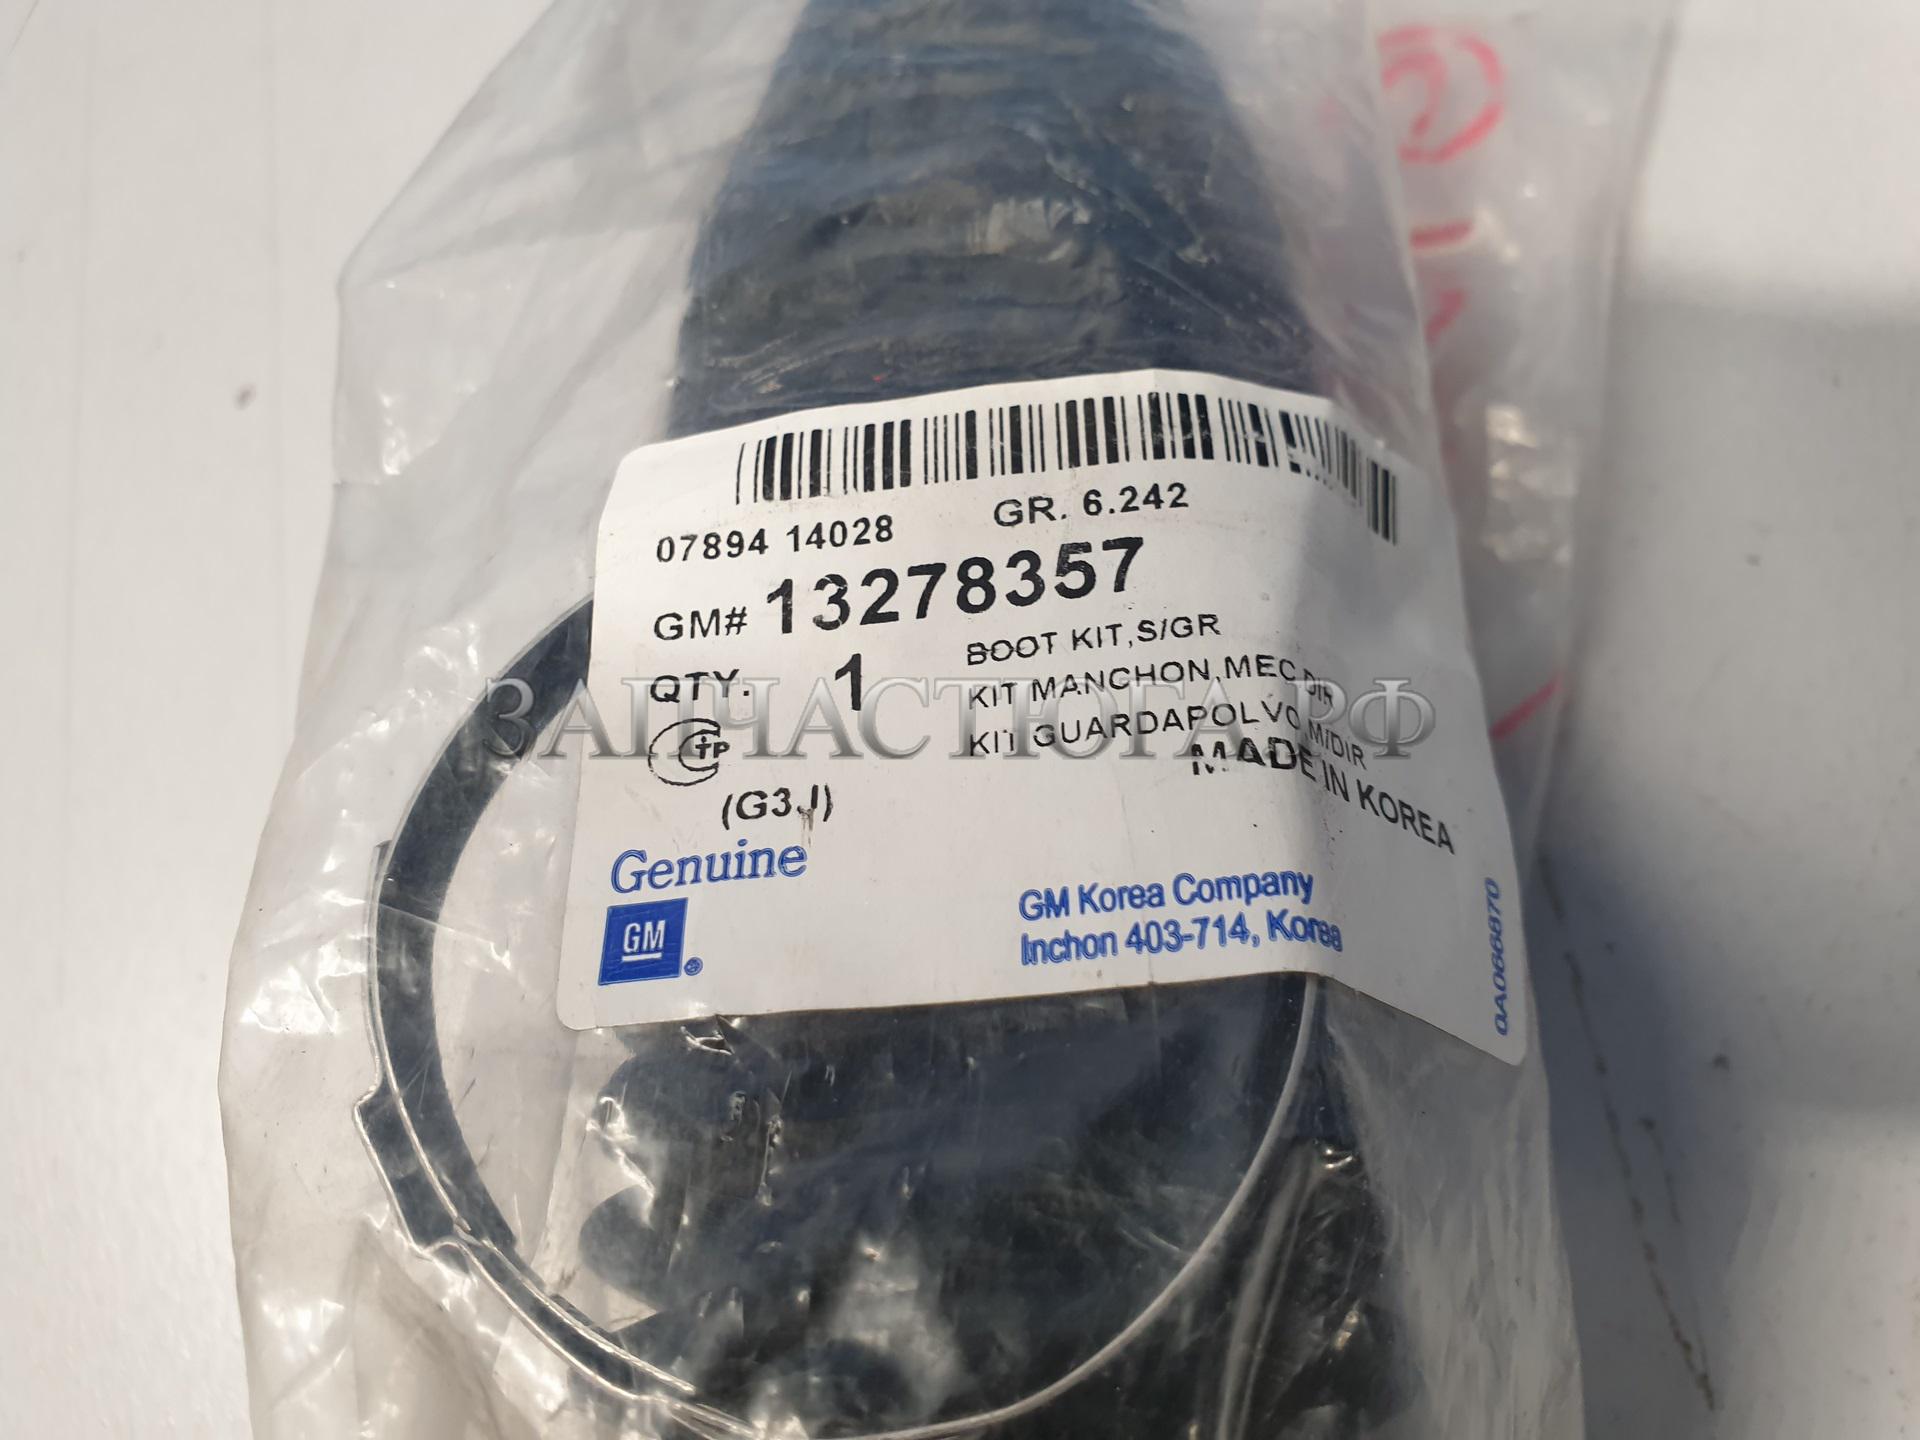 07894 14028 GR. 6.242
GM# 13278357
QTY. 1
BOOT KIT,S/GR
KIT MANCHON,MEC DIR
KIT GUARDAPOLVO,M/DIR
MADE IN KOREA
ЗАПЧАСТЮГА.РФ
(G3,I)
Genuine
GM
GM Korea Company
Inchon 403-714, Korea
0A066870